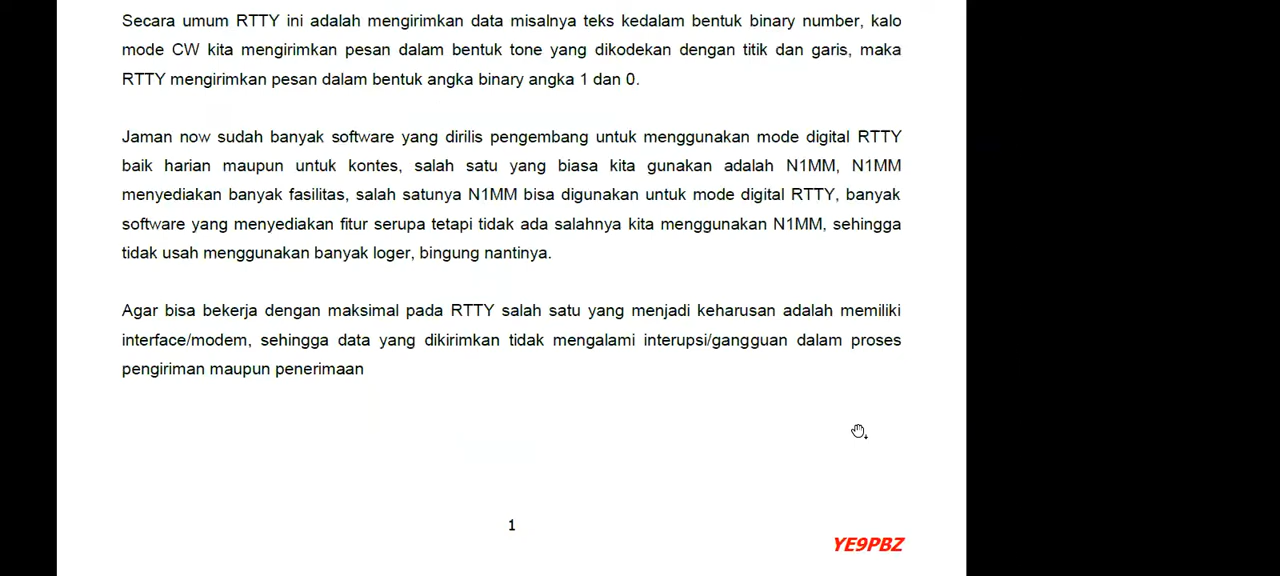 Secara umum RTTY ini adalah mengirimkan data misalnya teks kedalam bentuk binary number, kalo
mode CW kita mengirimkan pesan dalam bentuk tone yang dikodekan dengan titik dan garis, maka
RTTY mengirimkan pesan dalam bentuk angka binary angka 1 dan 0.
Jaman now sudah banyak software yang dirilis pengembang untuk menggunakan mode digital RTTY
baik harian maupun untuk kontes, salah satu yang biasa kita gunakan adalah N1MM, N1MM
menyediakan banyak fasilitas, salah satunya N1MM bisa digunakan untuk mode digital RTTY, banyak
software yang menyediakan fitur serupa tetapi tidak ada salahnya kita menggunakan N1MM, sehingga
tidak usah menggunakan banyak loger, bingung nantinya.
Agar bisa bekerja dengan maksimal pada RTTY salah satu yang menjadi keharusan adalah memiliki
interface/modem, sehingga data yang dikirimkan tidak mengalami interupsi/gangguan dalam proses
pengiriman maupun penerimaan
1
YE9PBZ